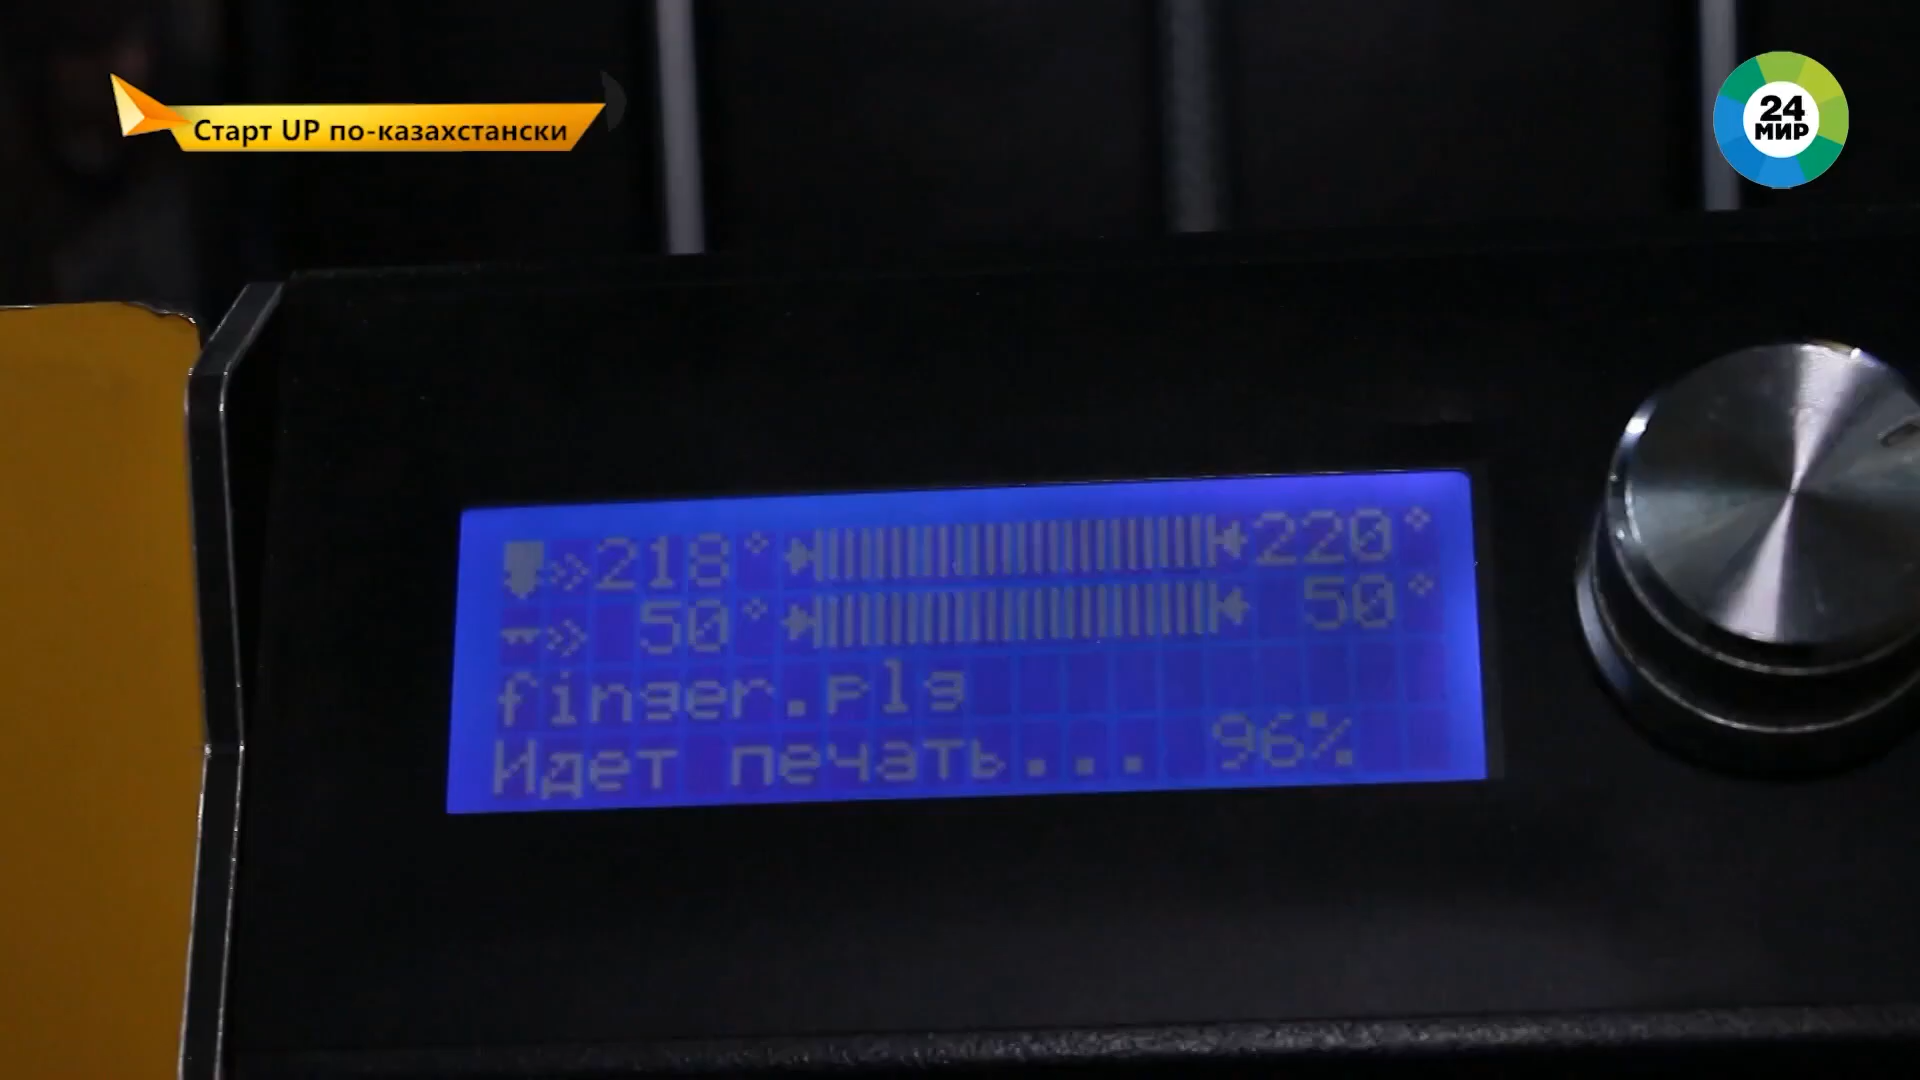 Старт UP по-казахстански
24
МИР
218° 220°
50° 50°
finger.plg
Идет печать... 96%